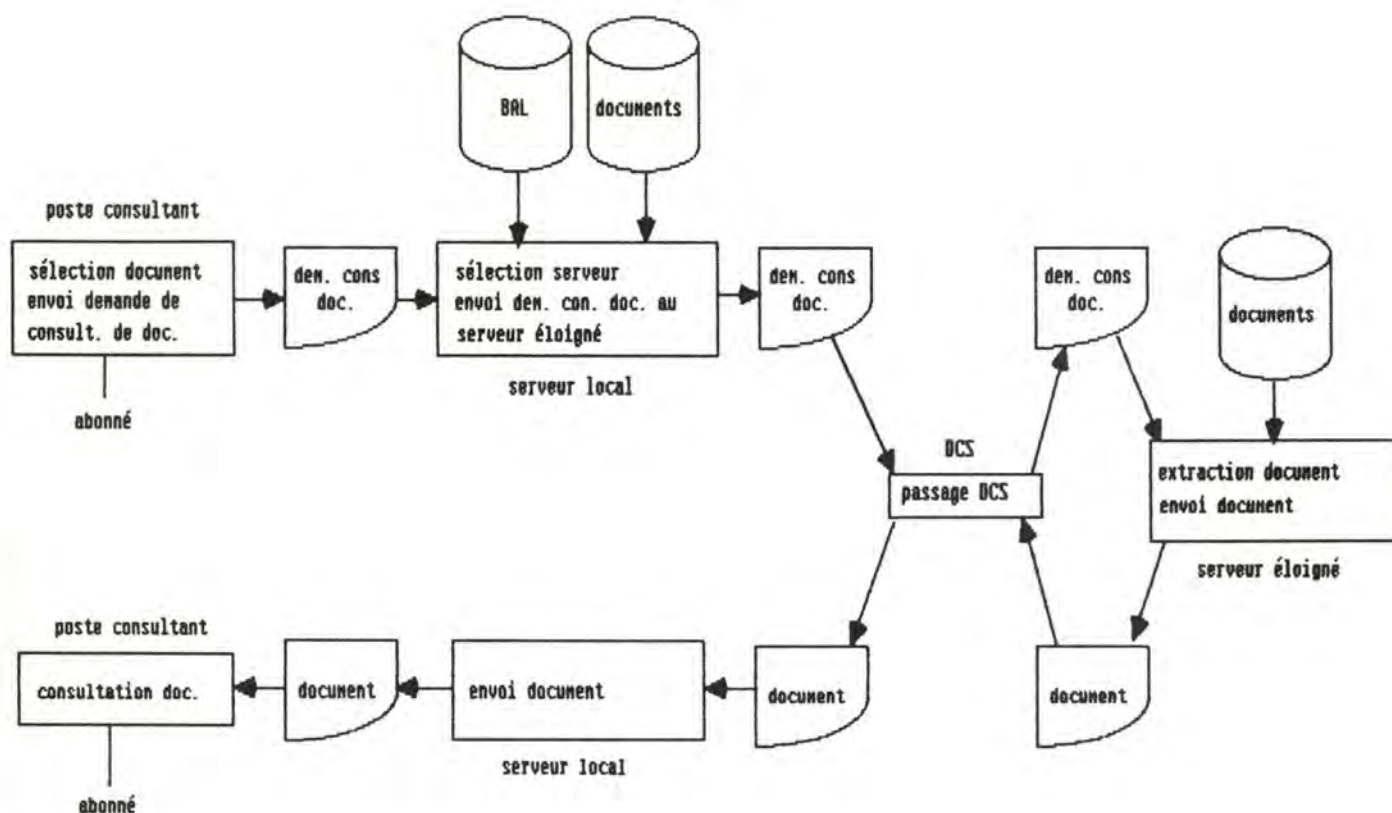 BAL
documents
poste consultant
sélection document
envoi demande de
consult. de doc.
abonné
dem. cons
doc.
sélection serveur
envoi dem. con. doc. au
serveur éloigné
serveur local
dem. cons
doc.
dem. cons
doc.
documents
DCS
passage DCS
extraction document
envoi document
serveur éloigné
poste consultant
consultation doc.
abonné
document
envoi document
serveur local
document
document